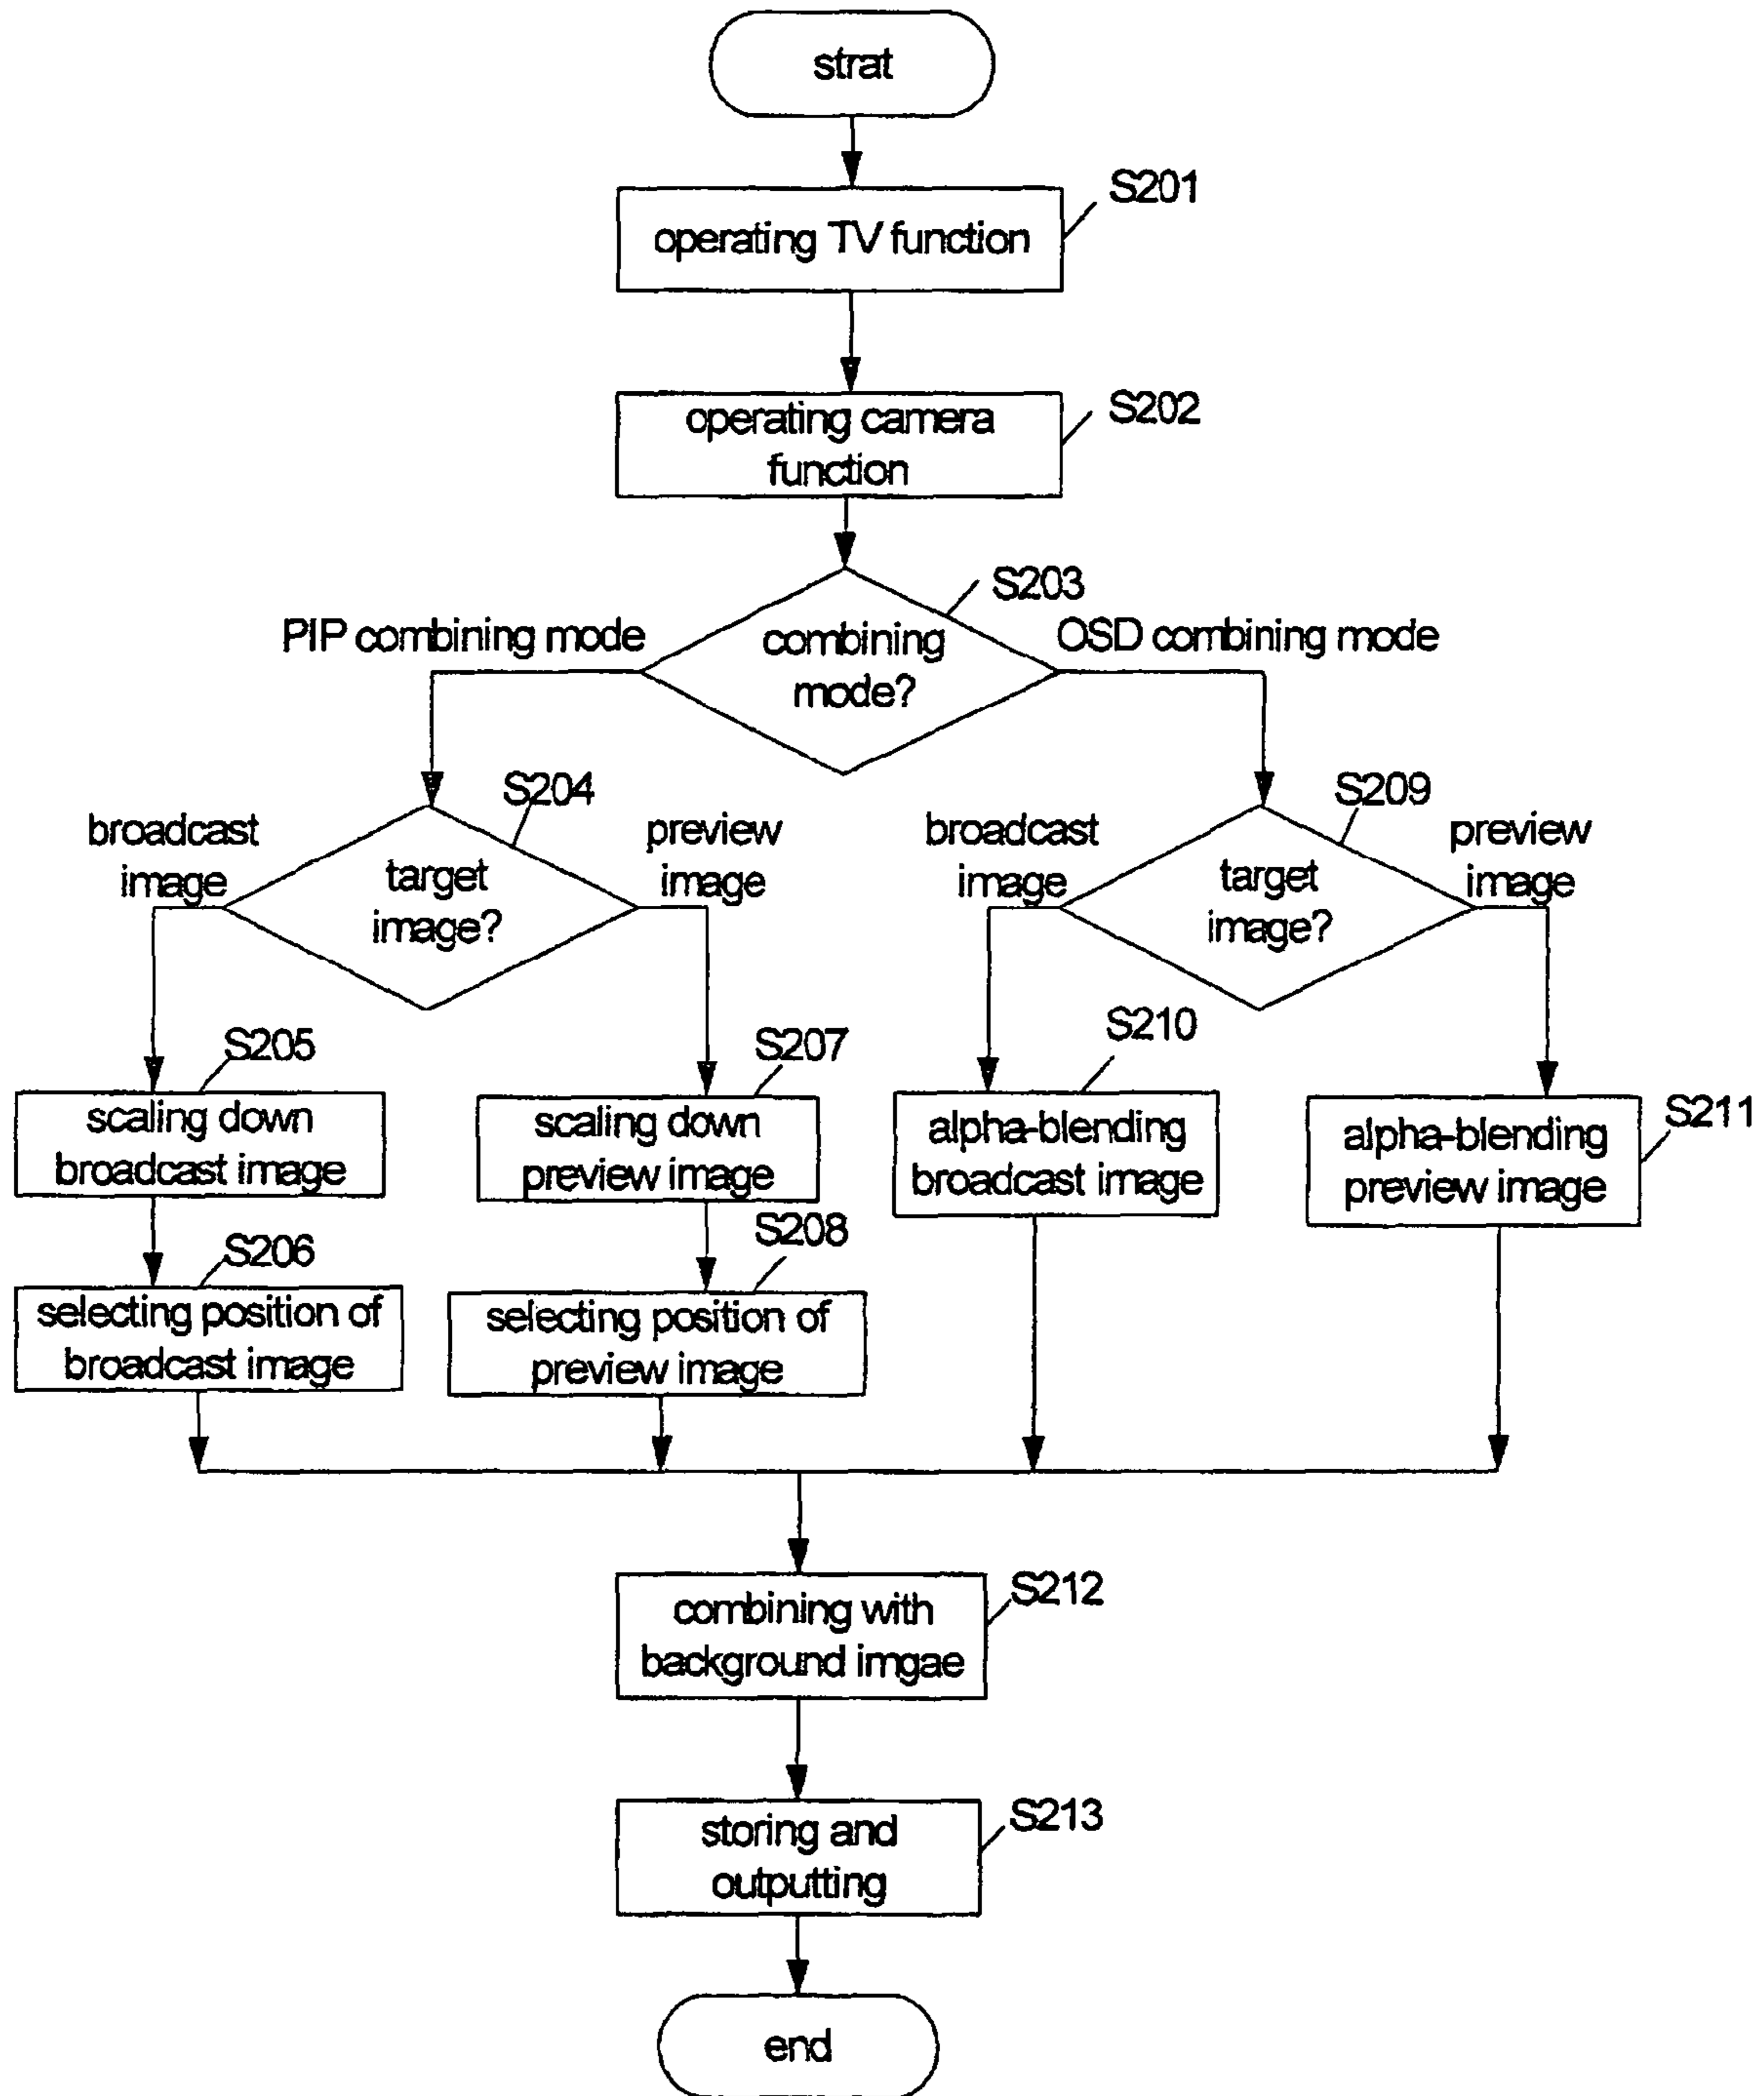 strat
S201
operating TV function
S202
operating camera
function
S203
PIP combining mode
combining
mode?
OSD combining mode
S204
broadcast
image
target
image?
preview
image
S209
broadcast
image
target
image?
preview
image
S205
scaling down
broadcast image
S207
scaling down
preview image
S210
alpha-blending
broadcast image
S211
alpha-blending
preview image
S206
selecting position of
broadcast image
S208
selecting position of
preview image
S212
combining with
background imgae
S213
storing and
outputting
end